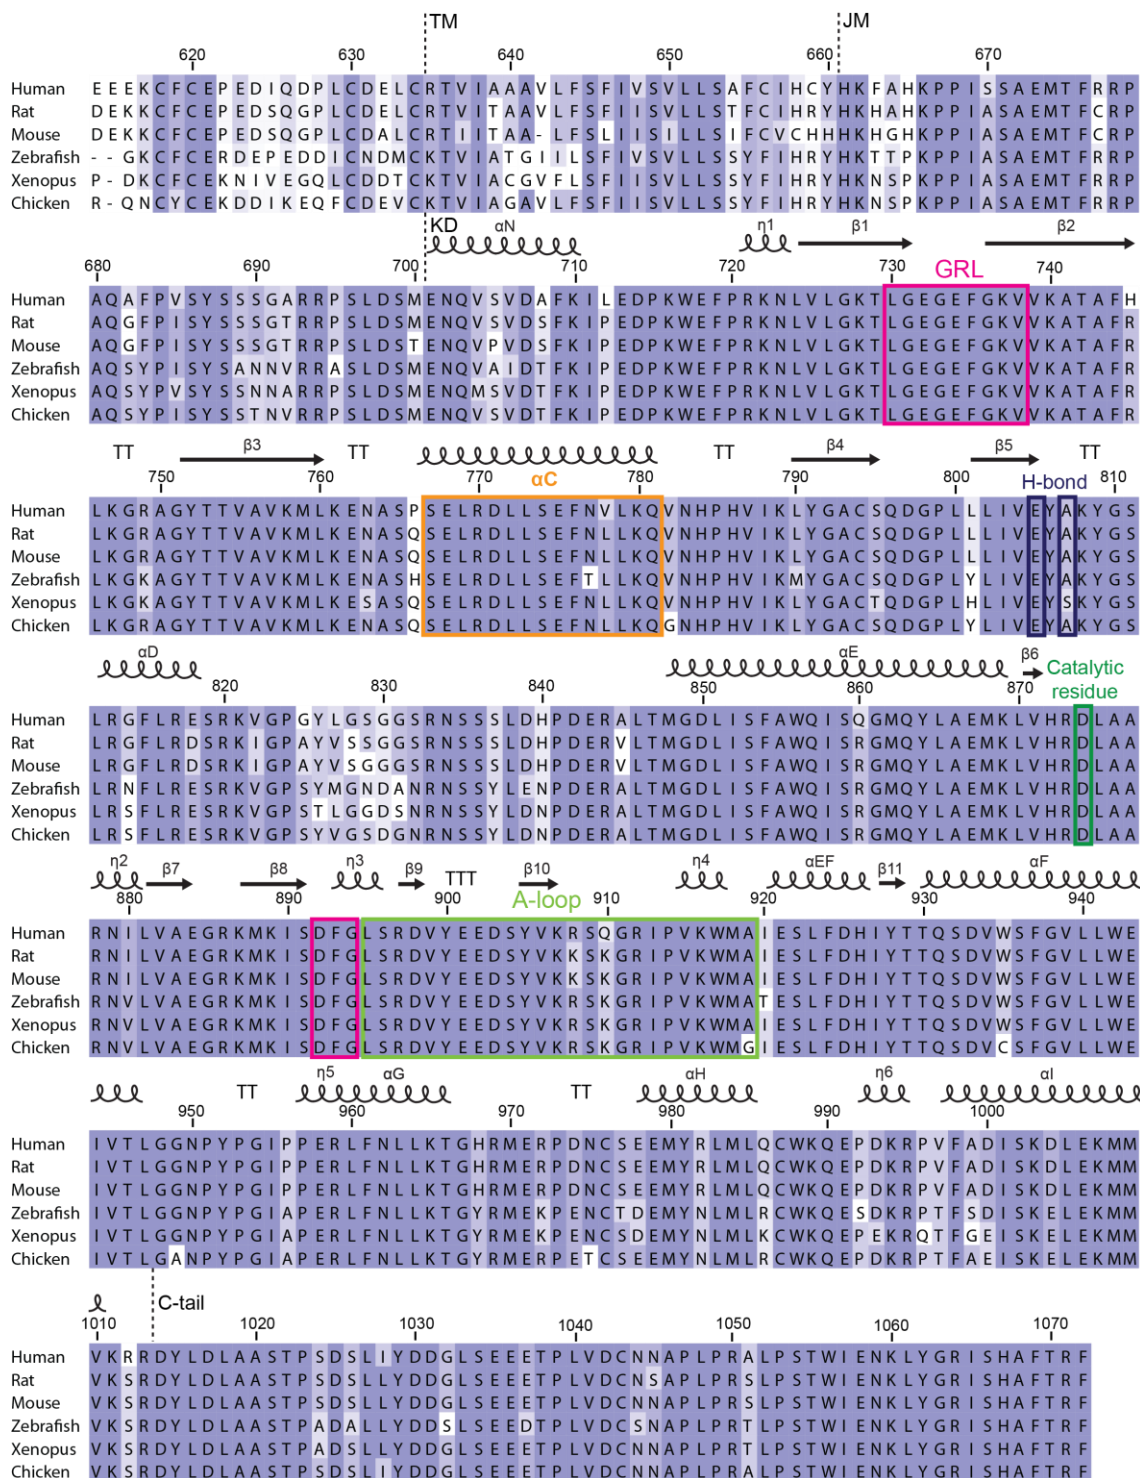 TM JM
620 630 640 650 660 670
Human EEEKCFCEPEDIQDPLCDELCRTVIAAAVLFSFIVSVLLSAFCIHCYHKFAHKPPISSAEMTFRRP
Rat DEKKCFCEPEDSQGPLCDELCRTVITAAVLFSFIISVLLSTFCIHRYHKHAHKPPIASAEMTFCRP
Mouse DEKKCFCEPEDSQGPLCDALCRTIITAA-LFSLIISILLSIFCVCHHHKHGHKPPIASAEMTFCRP
Zebrafish --GKCFCERDEPEDDICNDMCKTVIATGIILSFIVSVLLSSYFIHRYHKTTPKPPIASAEMTFRRP
Xenopus P-DKCFCEKNIVEGQLCDDTCKTVIACGVFLSFIISVLLSSYFIHRYHKNSPKPPIASAEMTFRRP
Chicken R-QNCYCEKDDIKEQFCDEVCKTVIAGAVLFSFIISVLLSSYFIHRYHKNSPKPPIASAEMTFRRP
KD αN η1 β1 β2
680 690 700 710 720 730 GRL 740
Human AQAFPVSYSSSGARRPSLDSMENQVSVDAFKILEDPKWEFPRKNLVLGKTLGEGEFGKVVKATAFH
Rat AQGFPISYSSSGTRRPSLDSMENQVSVDSFKIPEDPKWEFPRKNLVLGKTLGEGEFGKVVKATAFR
Mouse AQGFPISYSSSGTRRPSLDSTENQVPVDSFKIPEDPKWEFPRKNLVLGKTLGEGEFGKVVKATAFR
Zebrafish AQSYPISYSANNVRRASLDSMENQVAIDTFKIPEDPKWEFPRKNLVLGKTLGEGEFGKVVKATAFR
Xenopus AQSYPVSYSSNNARRPSLDSMENQMSVDTFKIPEDPKWEFPRKNLVLGKTLGEGEFGKVVKATAFR
Chicken AQSYPISYSSTNVRRPSLDSMENQVSVDTFKIPEDPKWEFPRKNLVLGKTLGEGEFGKVVKATAFR
TT β3 TT αC TT β4 β5 TT
750 760 770 780 790 800 H-bond 810
Human LKGRAGYTTVAVKMLKENASPSELRDLLSEFNVLKQVNHPHVIKLYGACSQDGPLLLIVEYAKYGS
Rat LKGRAGYTTVAVKMLKENASQSELRDLLSEFNLLKQVNHPHVIKLYGACSQDGPLLLIVEYAKYGS
Mouse LKGRAGYTTVAVKMLKENASQSELRDLLSEFNLLKQVNHPHVIKLYGACSQDGPLLLIVEYAKYGS
Zebrafish LKGKAGYTTVAVKMLKENASHSELRDLLSEFTLLKQVNHPHVIKMYGACSQDGPLYLIVEYAKYGS
Xenopus LKGKAGYTTVAVKMLKESASQSELRDLLSEFNLLKQVNHPHVIKLYGACTQDGPLHLIVEYSKYGS
Chicken LKGRAGYTTVAVKMLKENASQSELRDLLSEFNLLKQGNHPHVIKLYGACSQDGPLYLIVEYAKYGS
αD αE β6 Catalytic
820 830 840 850 860 870 residue
Human LRGFLRESRKVGPGYLGSGGSRNSSSLDHPDERALTMGDLISFAWQISQGMQYLAEMKLVHRDLAA
Rat LRGFLRDSRKIGPAYVSSGGSRNSSSLDHPDERVLTMGDLISFAWQISRGMQYLAEMKLVHRDLAA
Mouse LRGFLRDSRKIGPAYVSGGGSRNSSSLDHPDERVLTMGDLISFAWQISRGMQYLAEMKLVHRDLAA
Zebrafish LRNFLRESRKVGPSYMGNDANRNSSYLENPDERALTMGDLISFAWQISRGMQYLAEMKLVHRDLAA
Xenopus LRSFLRESRKVGPSTLGGDSNRNSSYLDNPDERALTMGDLISFAWQISRGMQYLAEMKLVHRDLAA
Chicken LRSFLRESRKVGPSYVGSDGNRNSSYLDNPDERALTMGDLISFAWQISRGMQYLAEMKLVHRDLAA
η2 β7 β8 η3 β9 TTT β10 η4 αEF β11 αF
880 890 900 A-loop 910 920 930 940
Human RNILVAEGRKMKISDFGLSRDVYEEDSYVKRSQGRIPVKWMAIESLFDHIYTTQSDVWSFGVLLWE
Rat RNILVAEGRKMKISDFGLSRDVYEEDSYVKKSKGRIPVKWMAIESLFDHIYTTQSDVWSFGVLLWE
Mouse RNILVAEGRKMKISDFGLSRDVYEEDSYVKRSKGRIPVKWMAIESLFDHIYTTQSDVWSFGVLLWE
Zebrafish RNVLVAEGRKMKISDFGLSRDVYEEDSYVKRSKGRIPVKWMATESLFDHIYTTQSDVWSFGVLLWE
Xenopus RNVLVAEGRKMKISDFGLSRDVYEEDSYVKRSKGRIPVKWMAIESLFDHIYTTQSDVWSFGVLLWE
Chicken RNVLVAEGRKMKISDFGLSRDVYEEDSYVKRSKGRIPVKWMGIESLFDHIYTTQSDVCSFGVLLWE
TT η5 αG TT αH η6 αI
950 960 970 980 990 1000
Human IVTLGGNPYPGIPPERLFNLLKTGHRMERPDNCSEEMYRLMLQCWKQEPDKRPVFADISKDLEKMM
Rat IVTLGGNPYPGIPPERLFNLLKTGHRMERPDNCSEEMYRLMLQCWKQEPDKRPVFADISKDLEKMM
Mouse IVTLGGNPYPGIPPERLFNLLKTGHRMERPDNCSEEMYRLMLQCWKQEPDKRPVFADISKDLEKMM
Zebrafish IVTLGGNPYPGIAPERLFNLLKTGYRMEKPENCTDEMYNLMLRCWKQESDKRPTFSDISKELEKMM
Xenopus IVTLGGNPYPGIAPERLFNLLKTGYRMEKPENCSDEMYNLMLKCWKQEPEKRQTFGEISKELEKMM
Chicken IVTLGANPYPGIAPERLFNLLKTGYRMERPETCSEEMYNLMLRCWKQEPDKRPTFAEISKELEKMM
C-tail
1010 1020 1030 1040 1050 1060 1070
Human VKRRDYLDLAASTPSDSLIYDDGLSEEETPLVDCNNAPLPRALPSTWIENKLYGRISHAFTRF
Rat VKSRDYLDLAASTPSDSLLYDDGLSEEETPLVDCNSAPLPRSLPSTWIENKLYGRISHAFTRF
Mouse VKSRDYLDLAASTPSDSLLYDDGLSEEETPLVDCNNAPLPRSLPSTWIENKLYGRISHAFTRF
Zebrafish VKSRDYLDLAASTPADALLYDDSLSEEDTPLVDCSNAPLPRTLPSTWIENKLYGRISHAFTRF
Xenopus VKSRDYLDLAASTPADSLLYDDGLSEEETPLVDCNNAPLPRTLPSTWIENKLYGRISHAFTRF
Chicken VKSRDYLDLAASTPSDSLIYDDGLSEEETPLVDCNNAPLPRALPSTWIENKLYGRISHAFTRF